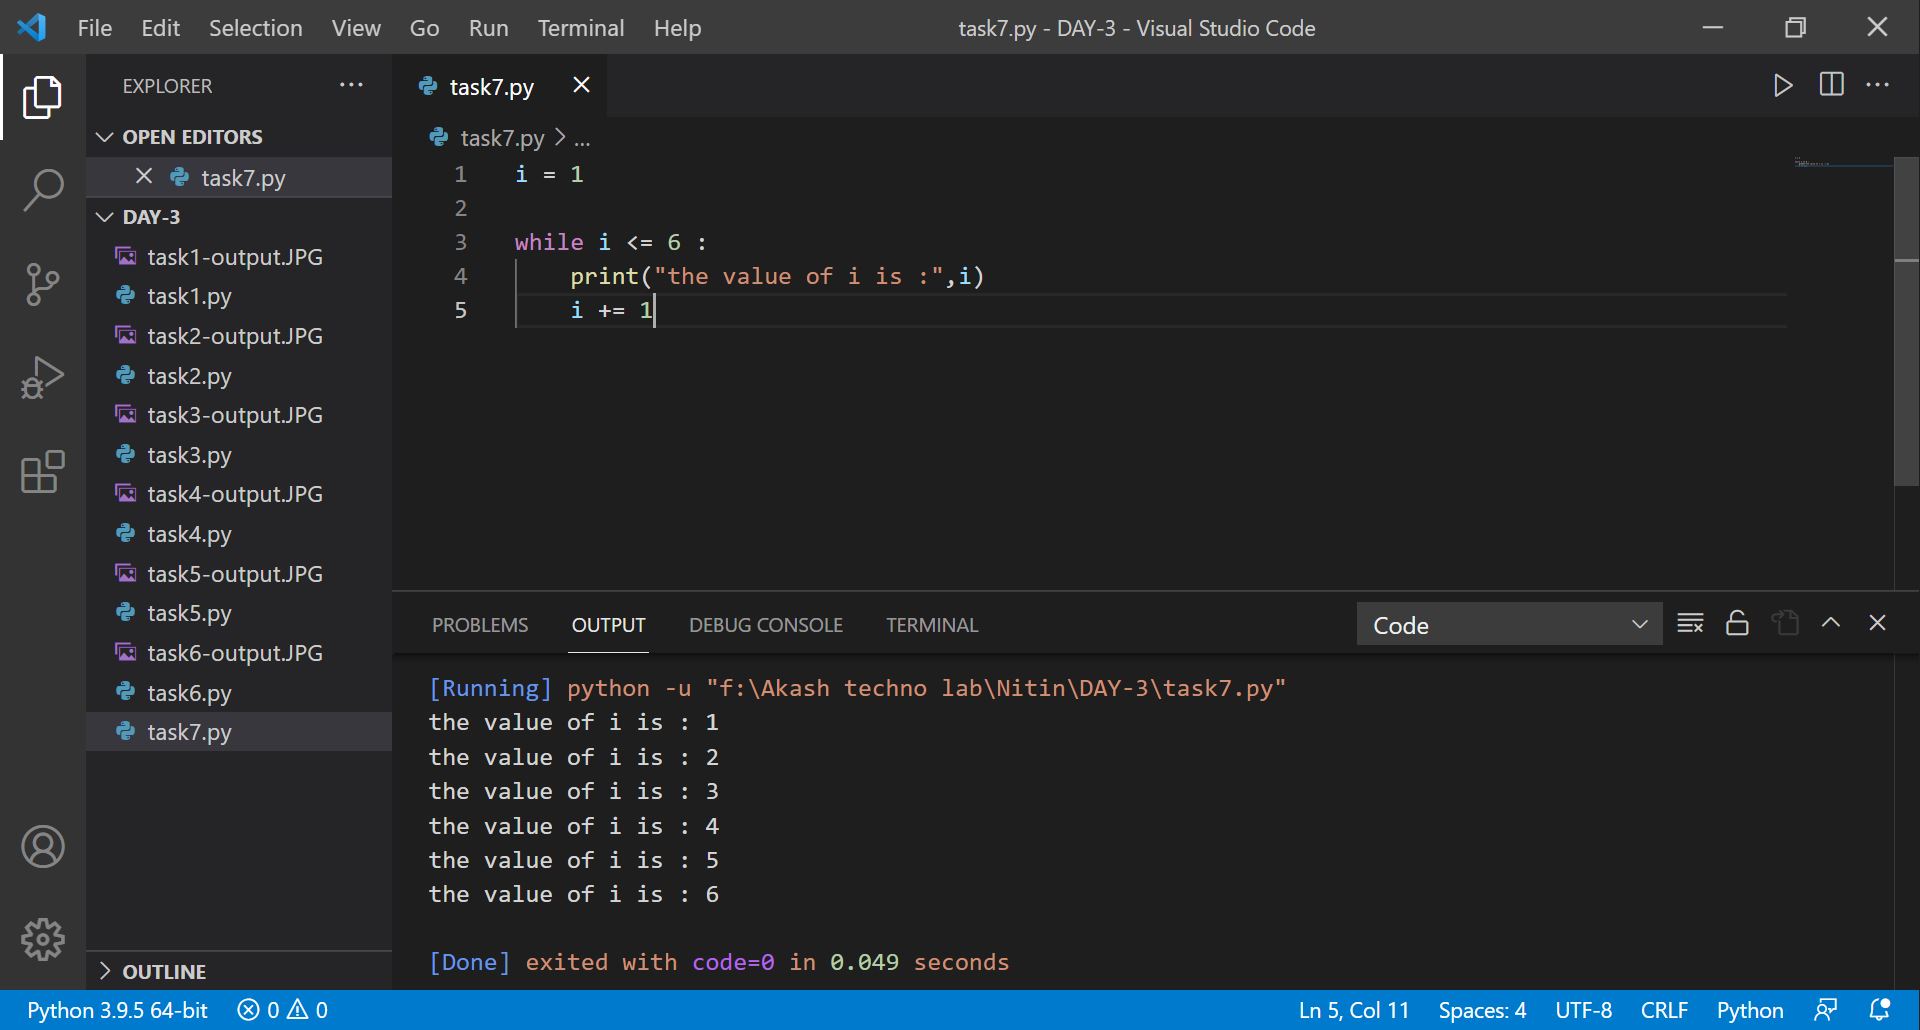 File Edit Selection View Go Run Terminal Help task7.py - DAY-3 - Visual Studio Code
EXPLORER
OPEN EDITORS
task7.py
DAY-3
task1-output.JPG
task1.py
task2-output.JPG
task2.py
task3-output.JPG
task3.py
task4-output.JPG
task4.py
task5-output.JPG
task5.py
task6-output.JPG
task6.py
task7.py
OUTLINE
task7.py
task7.py > ...
1 i = 1
2
3 while i <= 6 :
4     print("the value of i is :",i)
5     i += 1
PROBLEMS OUTPUT DEBUG CONSOLE TERMINAL Code
[Running] python -u "f:\Akash techno lab\Nitin\DAY-3\task7.py"
the value of i is : 1
the value of i is : 2
the value of i is : 3
the value of i is : 4
the value of i is : 5
the value of i is : 6
[Done] exited with code=0 in 0.049 seconds
Python 3.9.5 64-bit 0 0 Ln 5, Col 11 Spaces: 4 UTF-8 CRLF Python